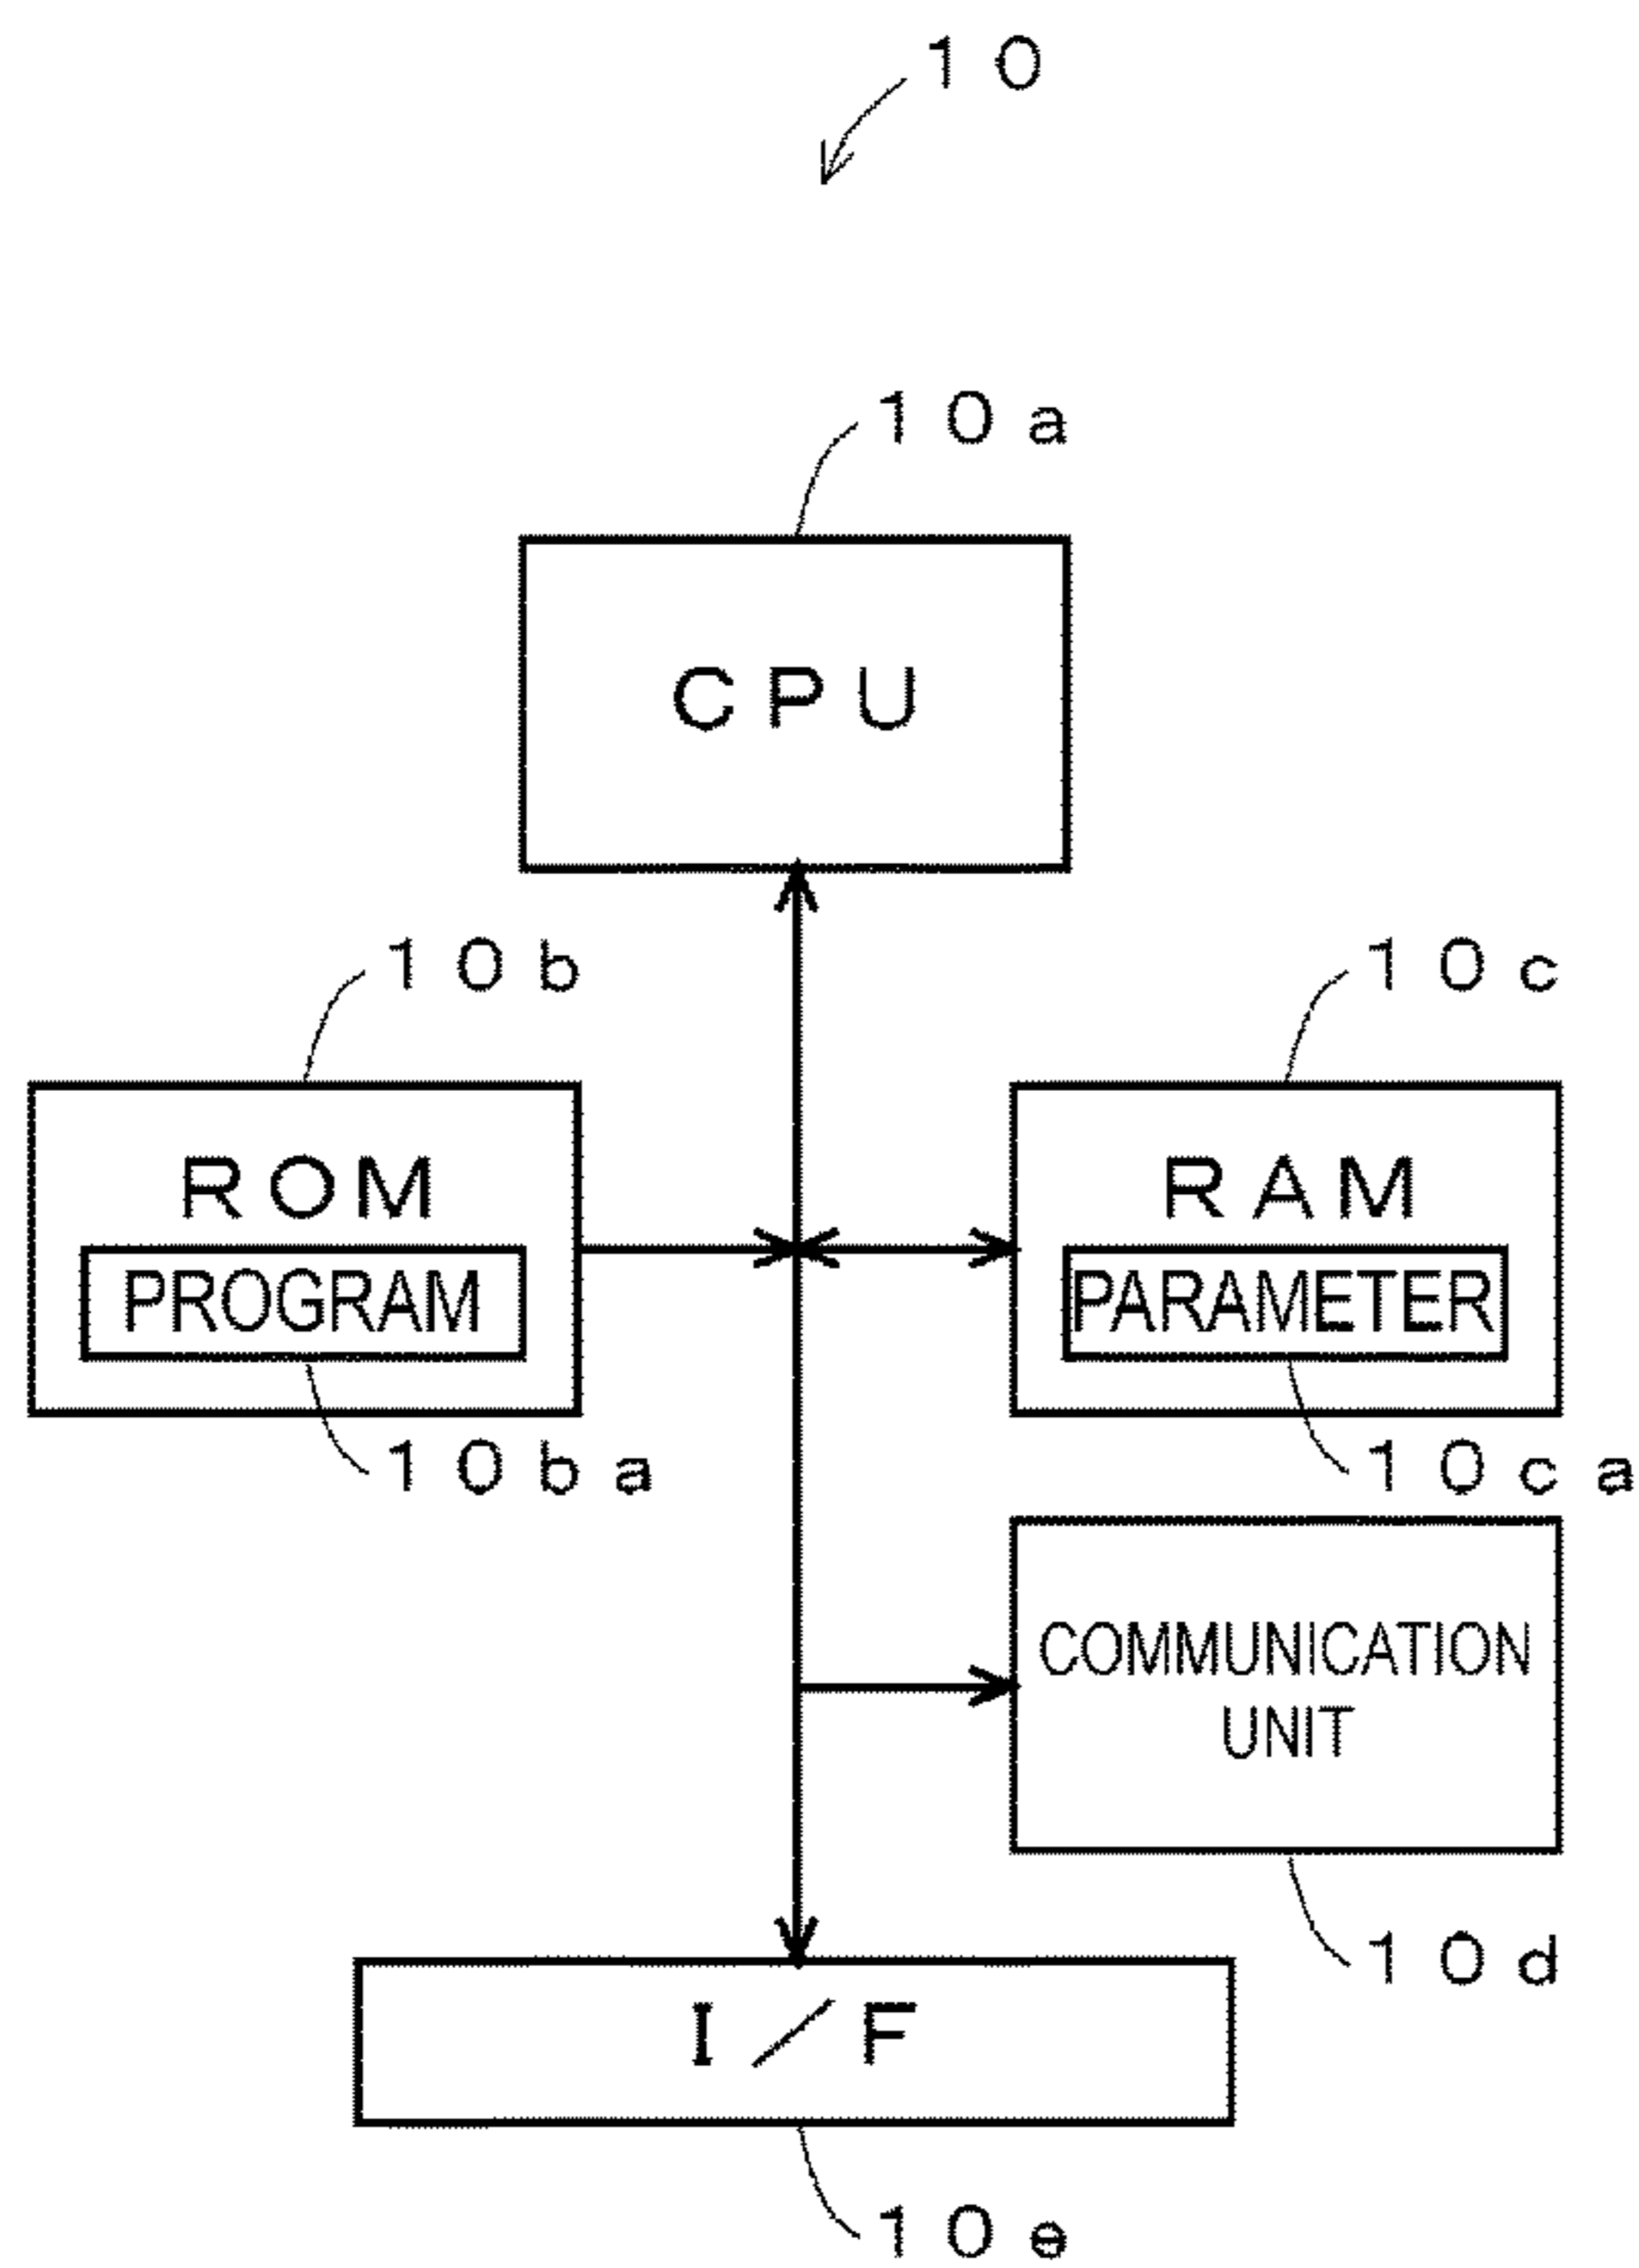 10
10a
CPU
10b
10c
ROM
RAM
PROGRAM
PARAMETER
10ba
10ca
COMMUNICATION
UNIT
10d
I/F
10e